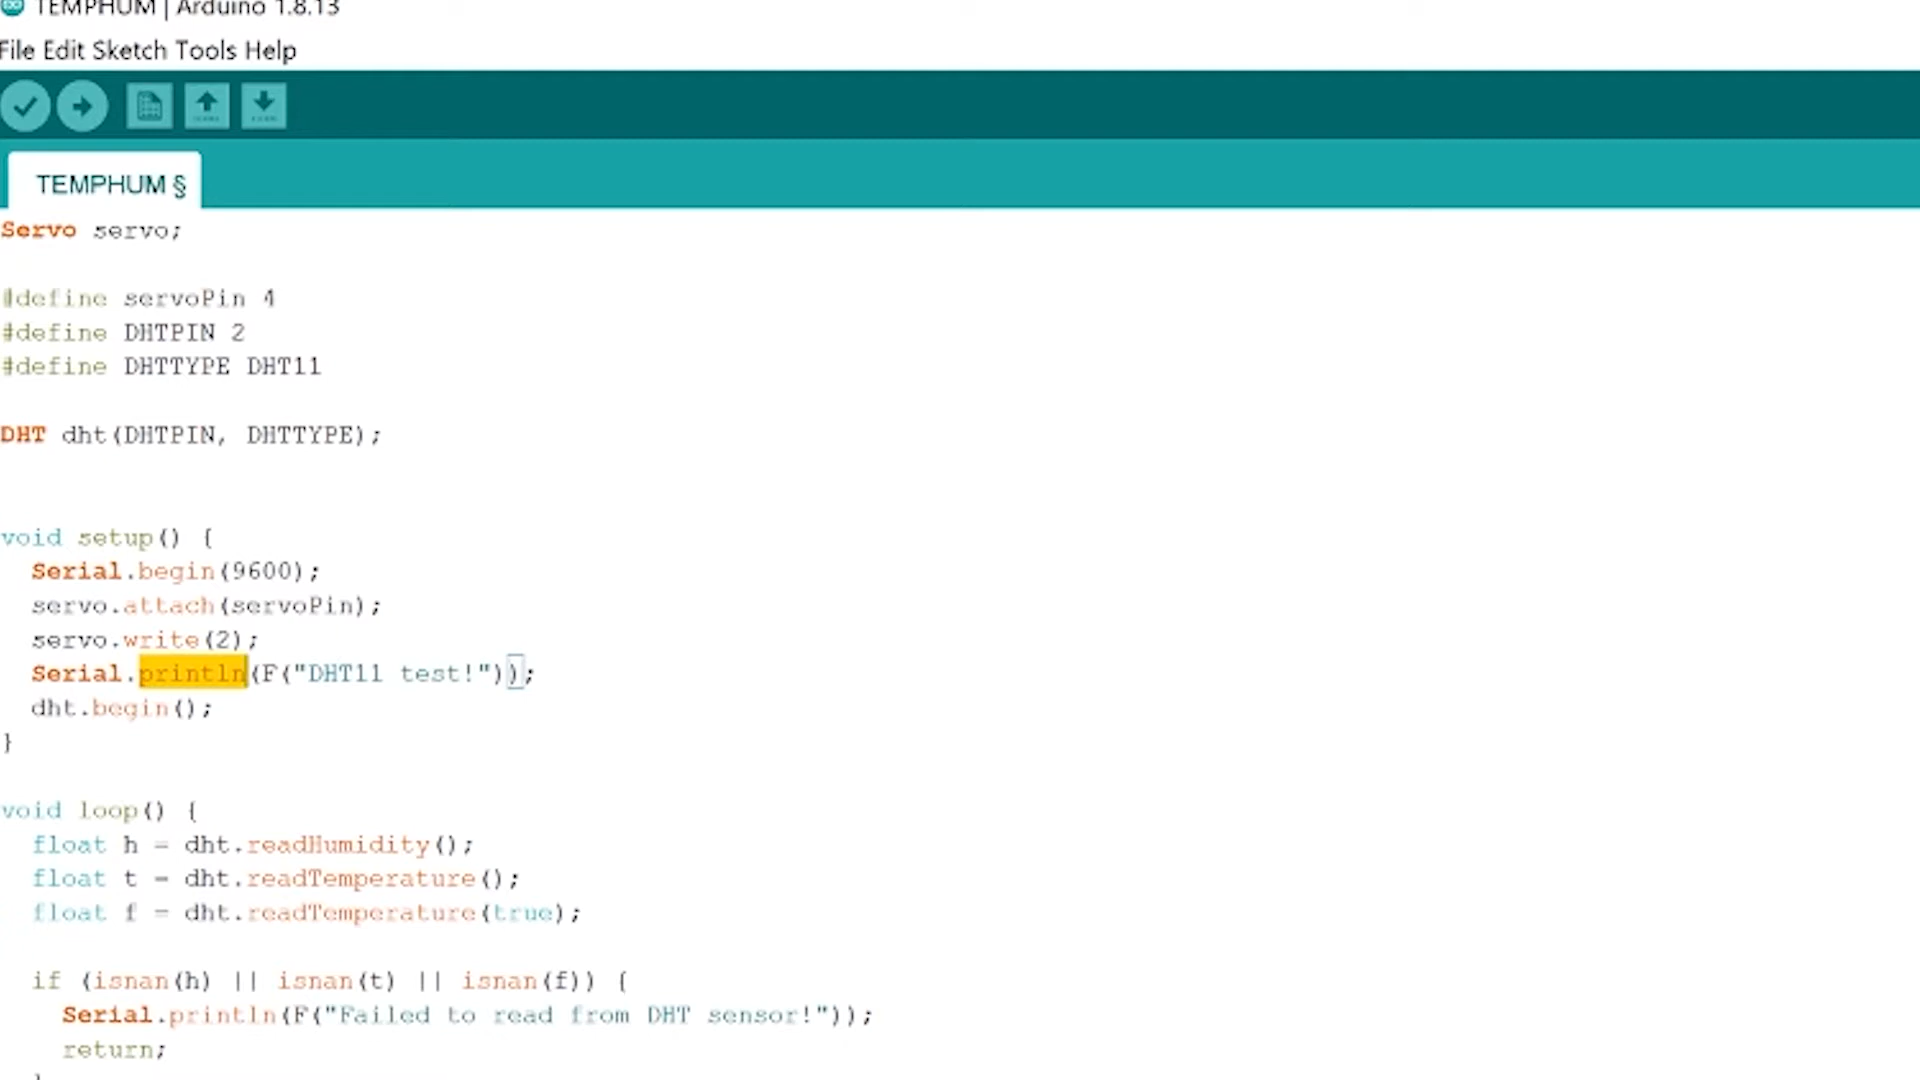 TEMPHUM | Arduino 1.8.13
File Edit Sketch Tools Help
TEMPHUM §
Servo servo;
#define servoPin 4
#define DHTPIN 2
#define DHTTYPE DHT11
DHT dht(DHTPIN, DHTTYPE);
void setup() {
Serial.begin(9600);
servo.attach(servoPin);
servo.write(2);
Serial.println(F("DHT11 test!"));
dht.begin();
}
void loop() {
float h = dht.readHumidity();
float t = dht.readTemperature();
float f = dht.readTemperature(true);
if (isnan(h) || isnan(t) || isnan(f)) {
Serial.println(F("Failed to read from DHT sensor!"));
return;
}